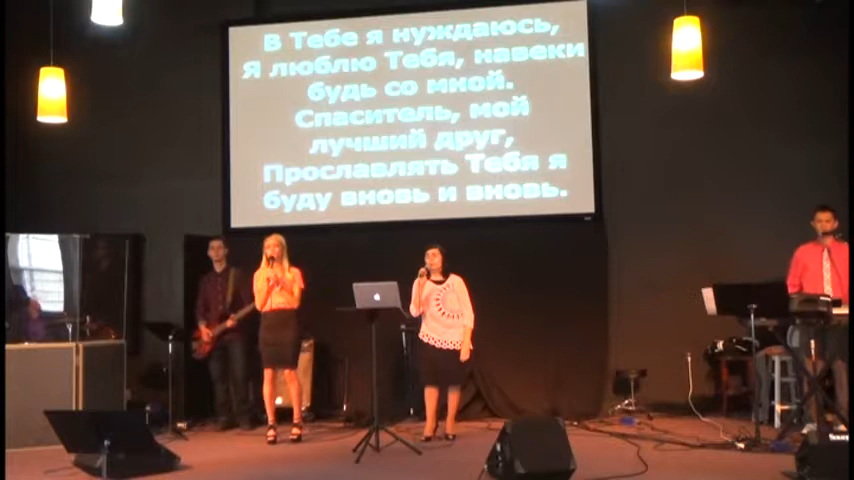 В Тебе я нуждаюсь,
Я люблю Тебя, навеки
будь со мной.
Спаситель, мой
лучший друг,
Прославлять Тебя я
буду вновь и вновь.